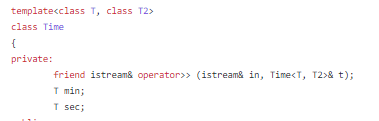 template<class T, class T2>
class Time
{
private:
friend istream& operator>> (istream& in, Time<T, T2>& t);
T min;
T sec;